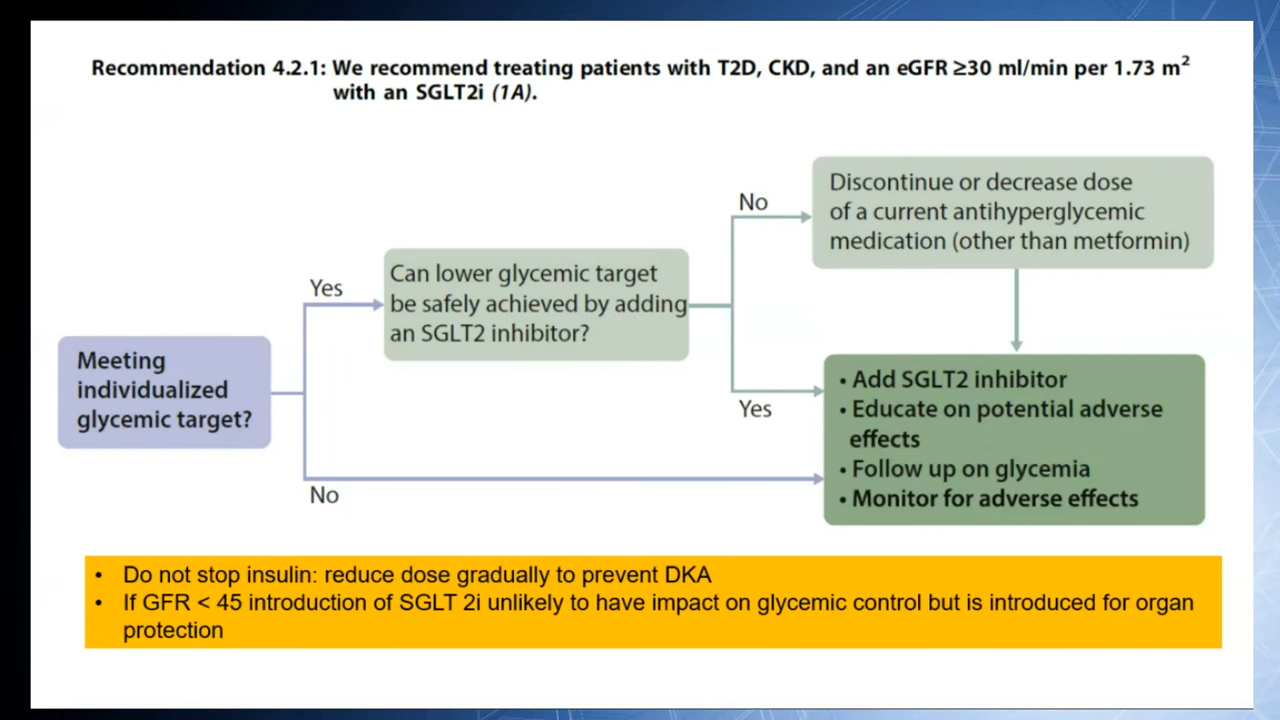 Recommendation 4.2.1: We recommend treating patients with T2D, CKD, and an eGFR ≥30 ml/min per 1.73 m²
with an SGLT2i (1A).
Meeting
individualized
glycemic target?
Yes
No
Can lower glycemic target
be safely achieved by adding
an SGLT2 inhibitor?
No
Yes
Discontinue or decrease dose
of a current antihyperglycemic
medication (other than metformin)
• Add SGLT2 inhibitor
• Educate on potential adverse
effects
• Follow up on glycemia
• Monitor for adverse effects
• Do not stop insulin: reduce dose gradually to prevent DKA
• If GFR < 45 introduction of SGLT 2i unlikely to have impact on glycemic control but is introduced for organ
protection